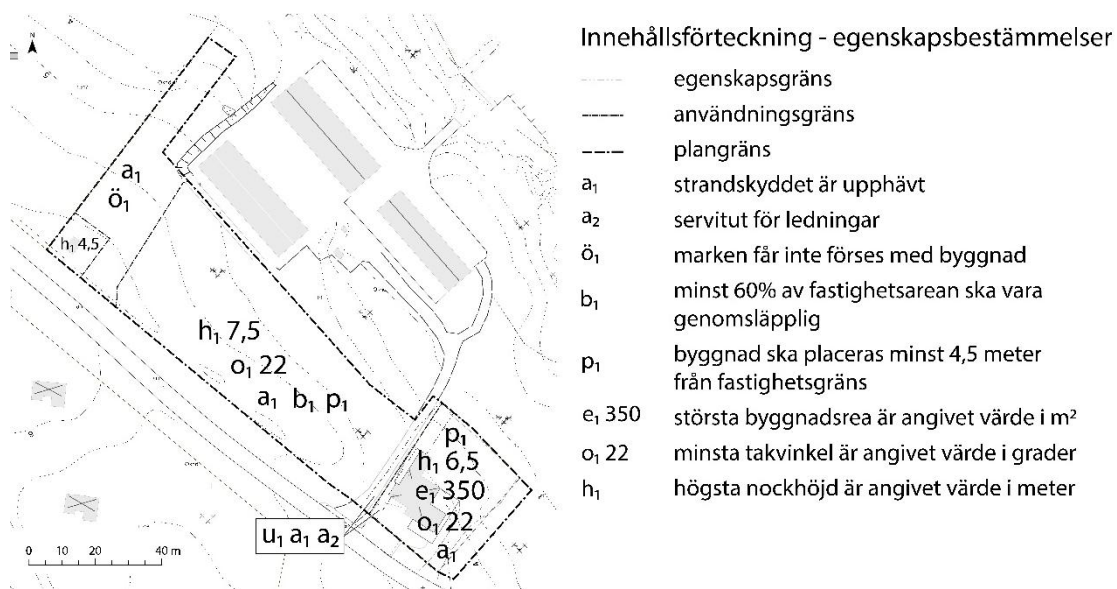 N
a₁
ö₁
h₁ 4,5
h₁ 7,5
o₁ 22
a₁ b₁ p₁
p₁
h₁ 6,5
e₁ 350
o₁ 22
a₁
u₁ a₁ a₂
0 10 20 40 m
Innehållsförteckning - egenskapsbestämmelser
egenskapsgräns
användningsgräns
plangräns
a₁ strandskyddet är upphävt
a₂ servitut för ledningar
ö₁ marken får inte förses med byggnad
b₁ minst 60% av fastighetsarean ska vara
genomsläpplig
p₁ byggnad ska placeras minst 4,5 meter
från fastighetsgräns
e₁ 350 största byggnadsrea är angivet värde i m²
o₁ 22 minsta takvinkel är angivet värde i grader
h₁ högsta nockhöjd är angivet värde i meter